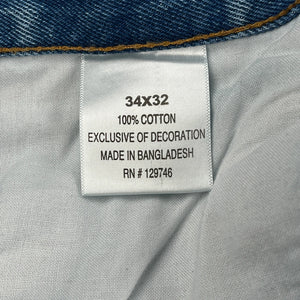 34X32
100% COTTON
EXCLUSIVE OF DECORATION
MADE IN BANGLADESH
RN # 129746